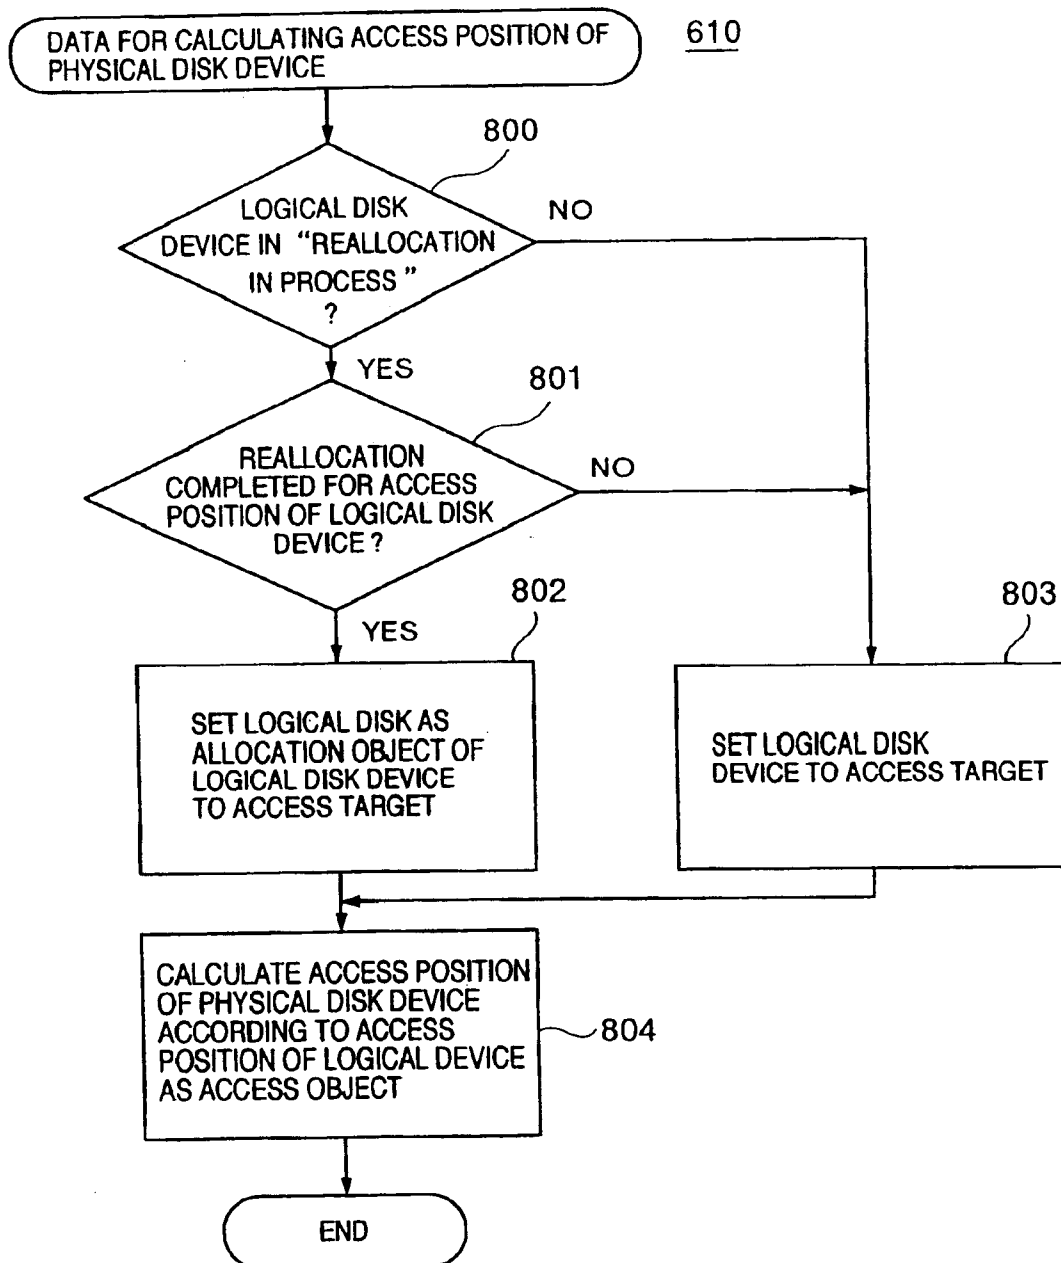 DATA FOR CALCULATING ACCESS POSITION OF
PHYSICAL DISK DEVICE
610
800
LOGICAL DISK
DEVICE IN "REALLOCATION
IN PROCESS"
?
NO
YES
801
REALLOCATION
COMPLETED FOR ACCESS
POSITION OF LOGICAL DISK
DEVICE?
NO
YES
802
SET LOGICAL DISK AS
ALLOCATION OBJECT OF
LOGICAL DISK DEVICE
TO ACCESS TARGET
803
SET LOGICAL DISK
DEVICE TO ACCESS TARGET
CALCULATE ACCESS POSITION
OF PHYSICAL DISK DEVICE
ACCORDING TO ACCESS
POSITION OF LOGICAL DEVICE
AS ACCESS OBJECT
804
END